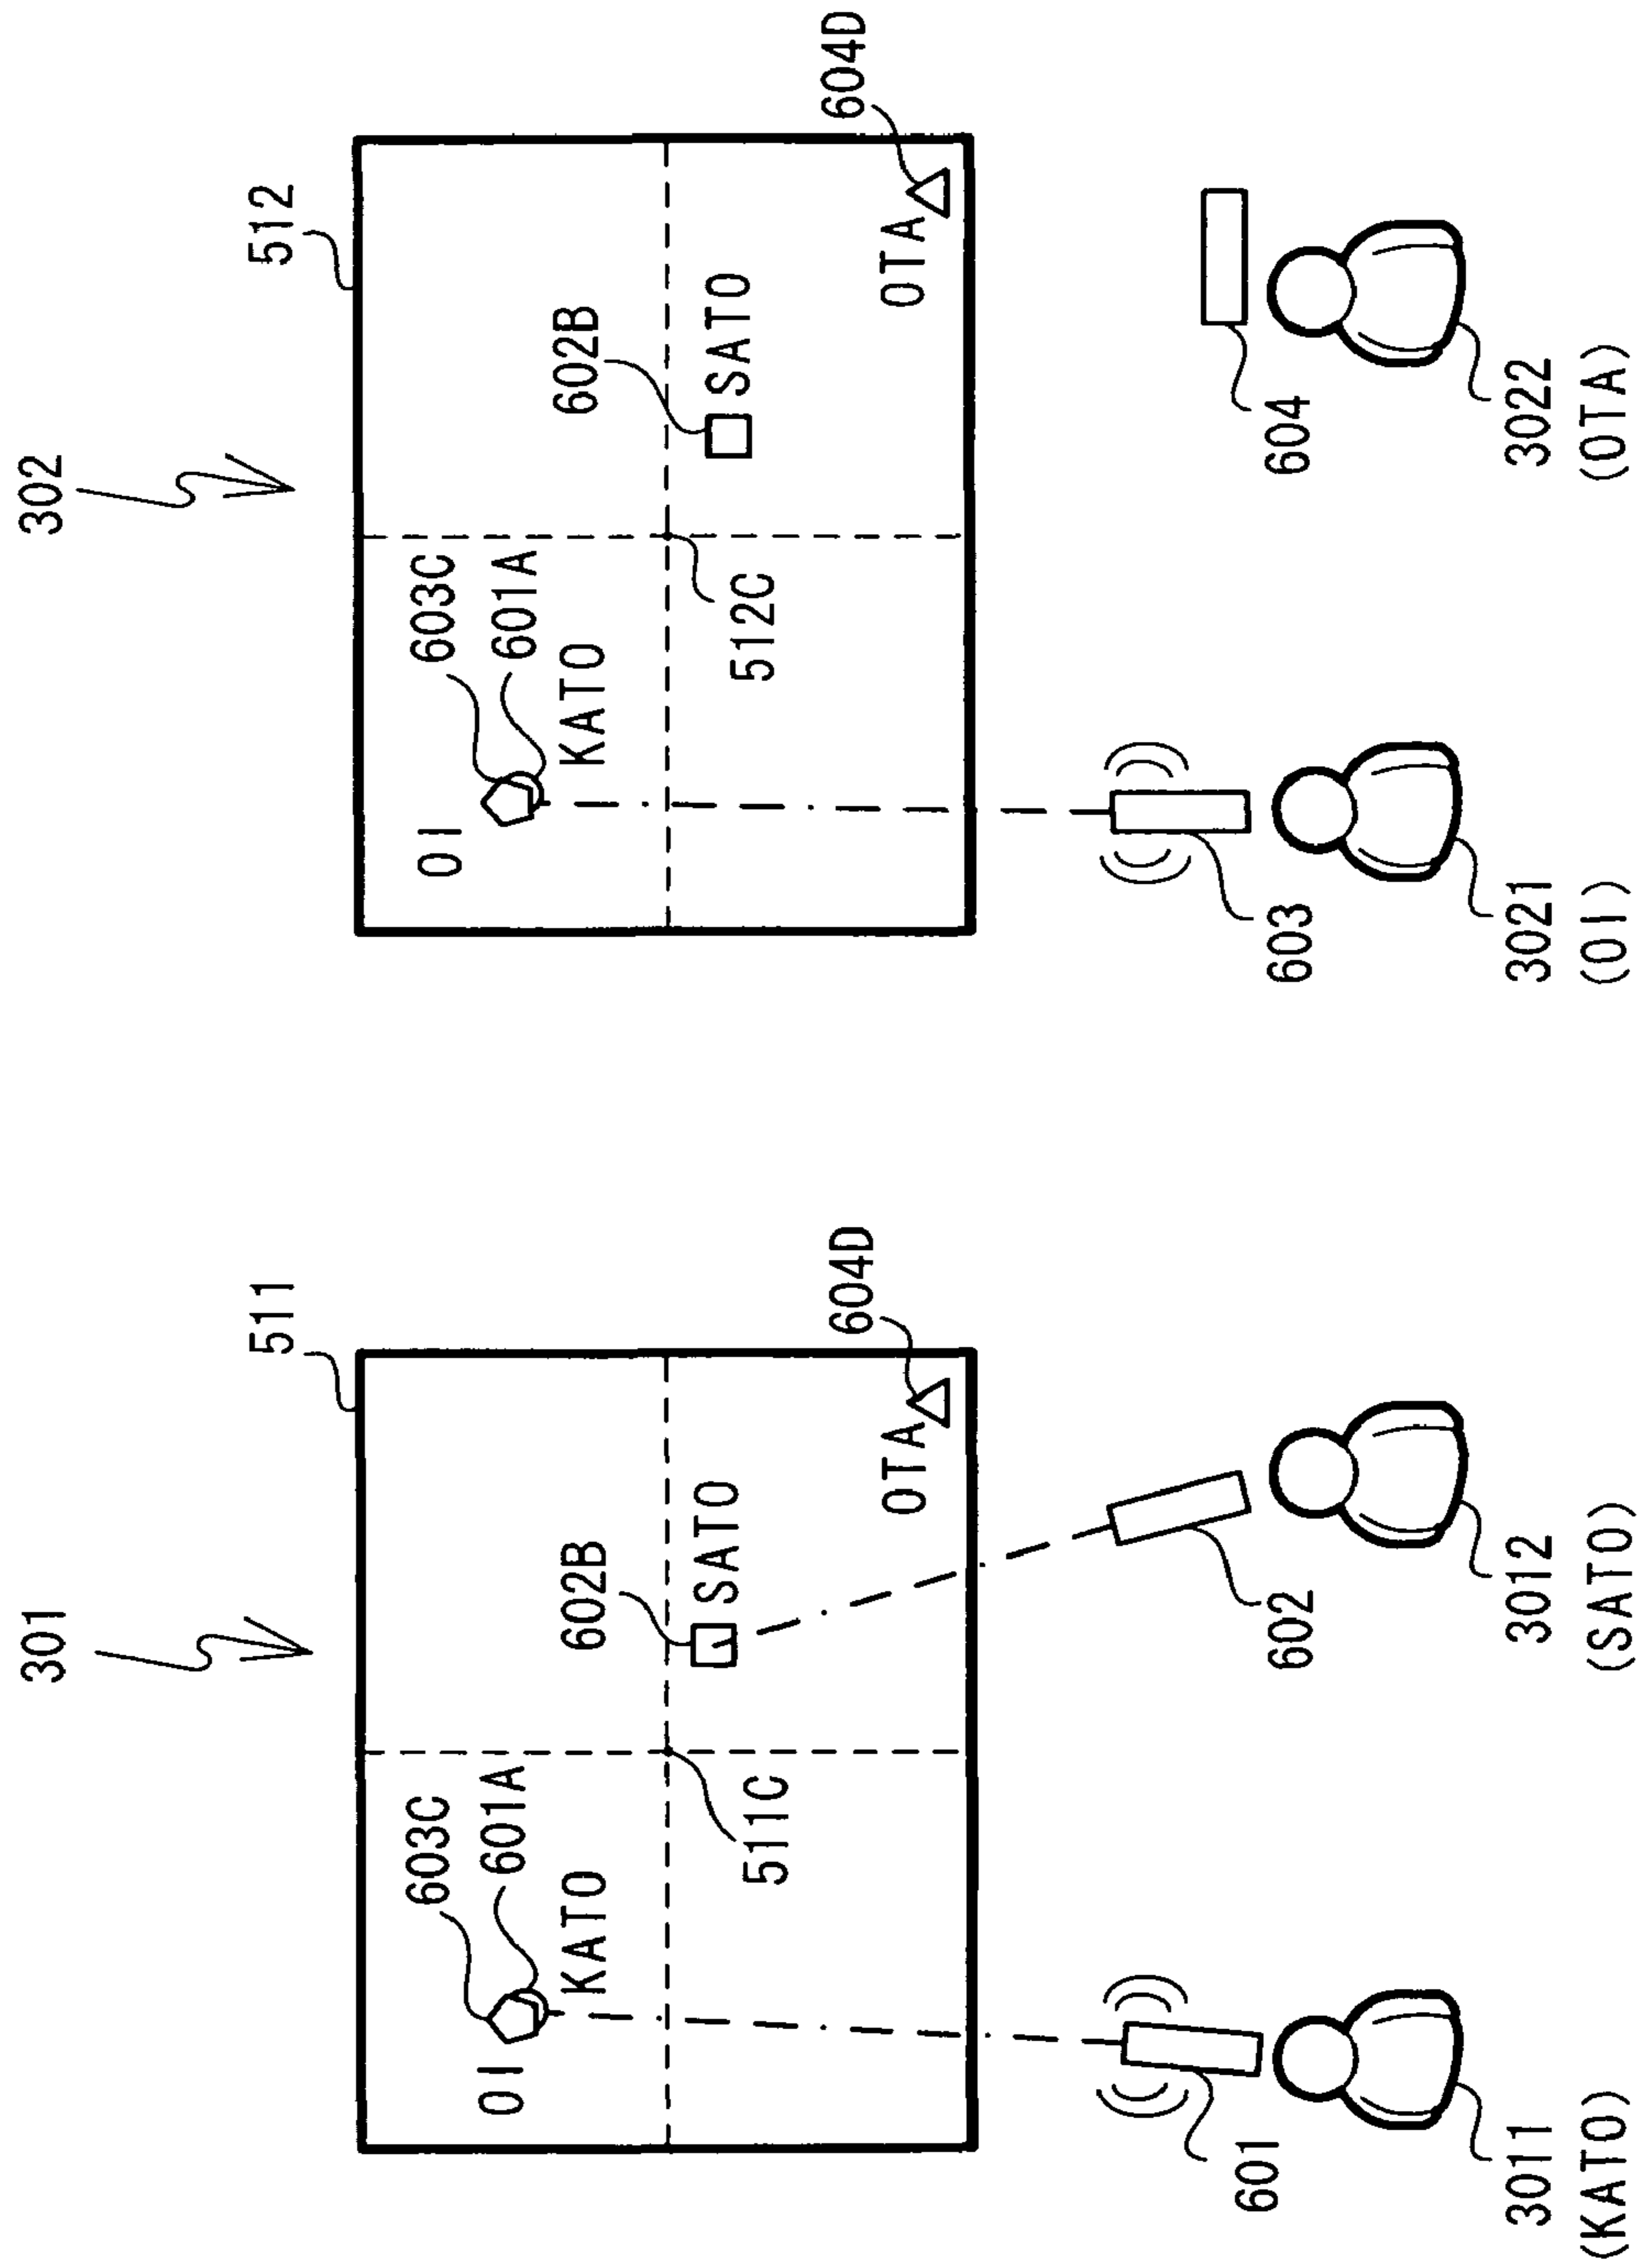 301
511
603C
601A
OI
KATO
602B
SATO
511C
604D
OTA
601
602
3011
(KATO)
3012
(SATO)
302
512
603C
601A
OI
KATO
602B
SATO
512C
604D
OTA
603
604
3021
(OI)
3022
(OTA)